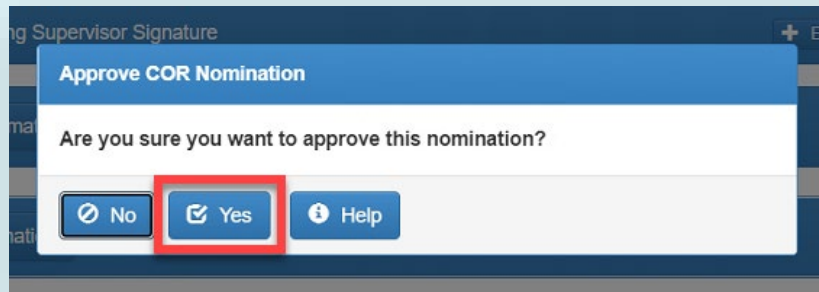 Supervisor Signature
Approve COR Nomination
Are you sure you want to approve this nomination?
No Yes Help